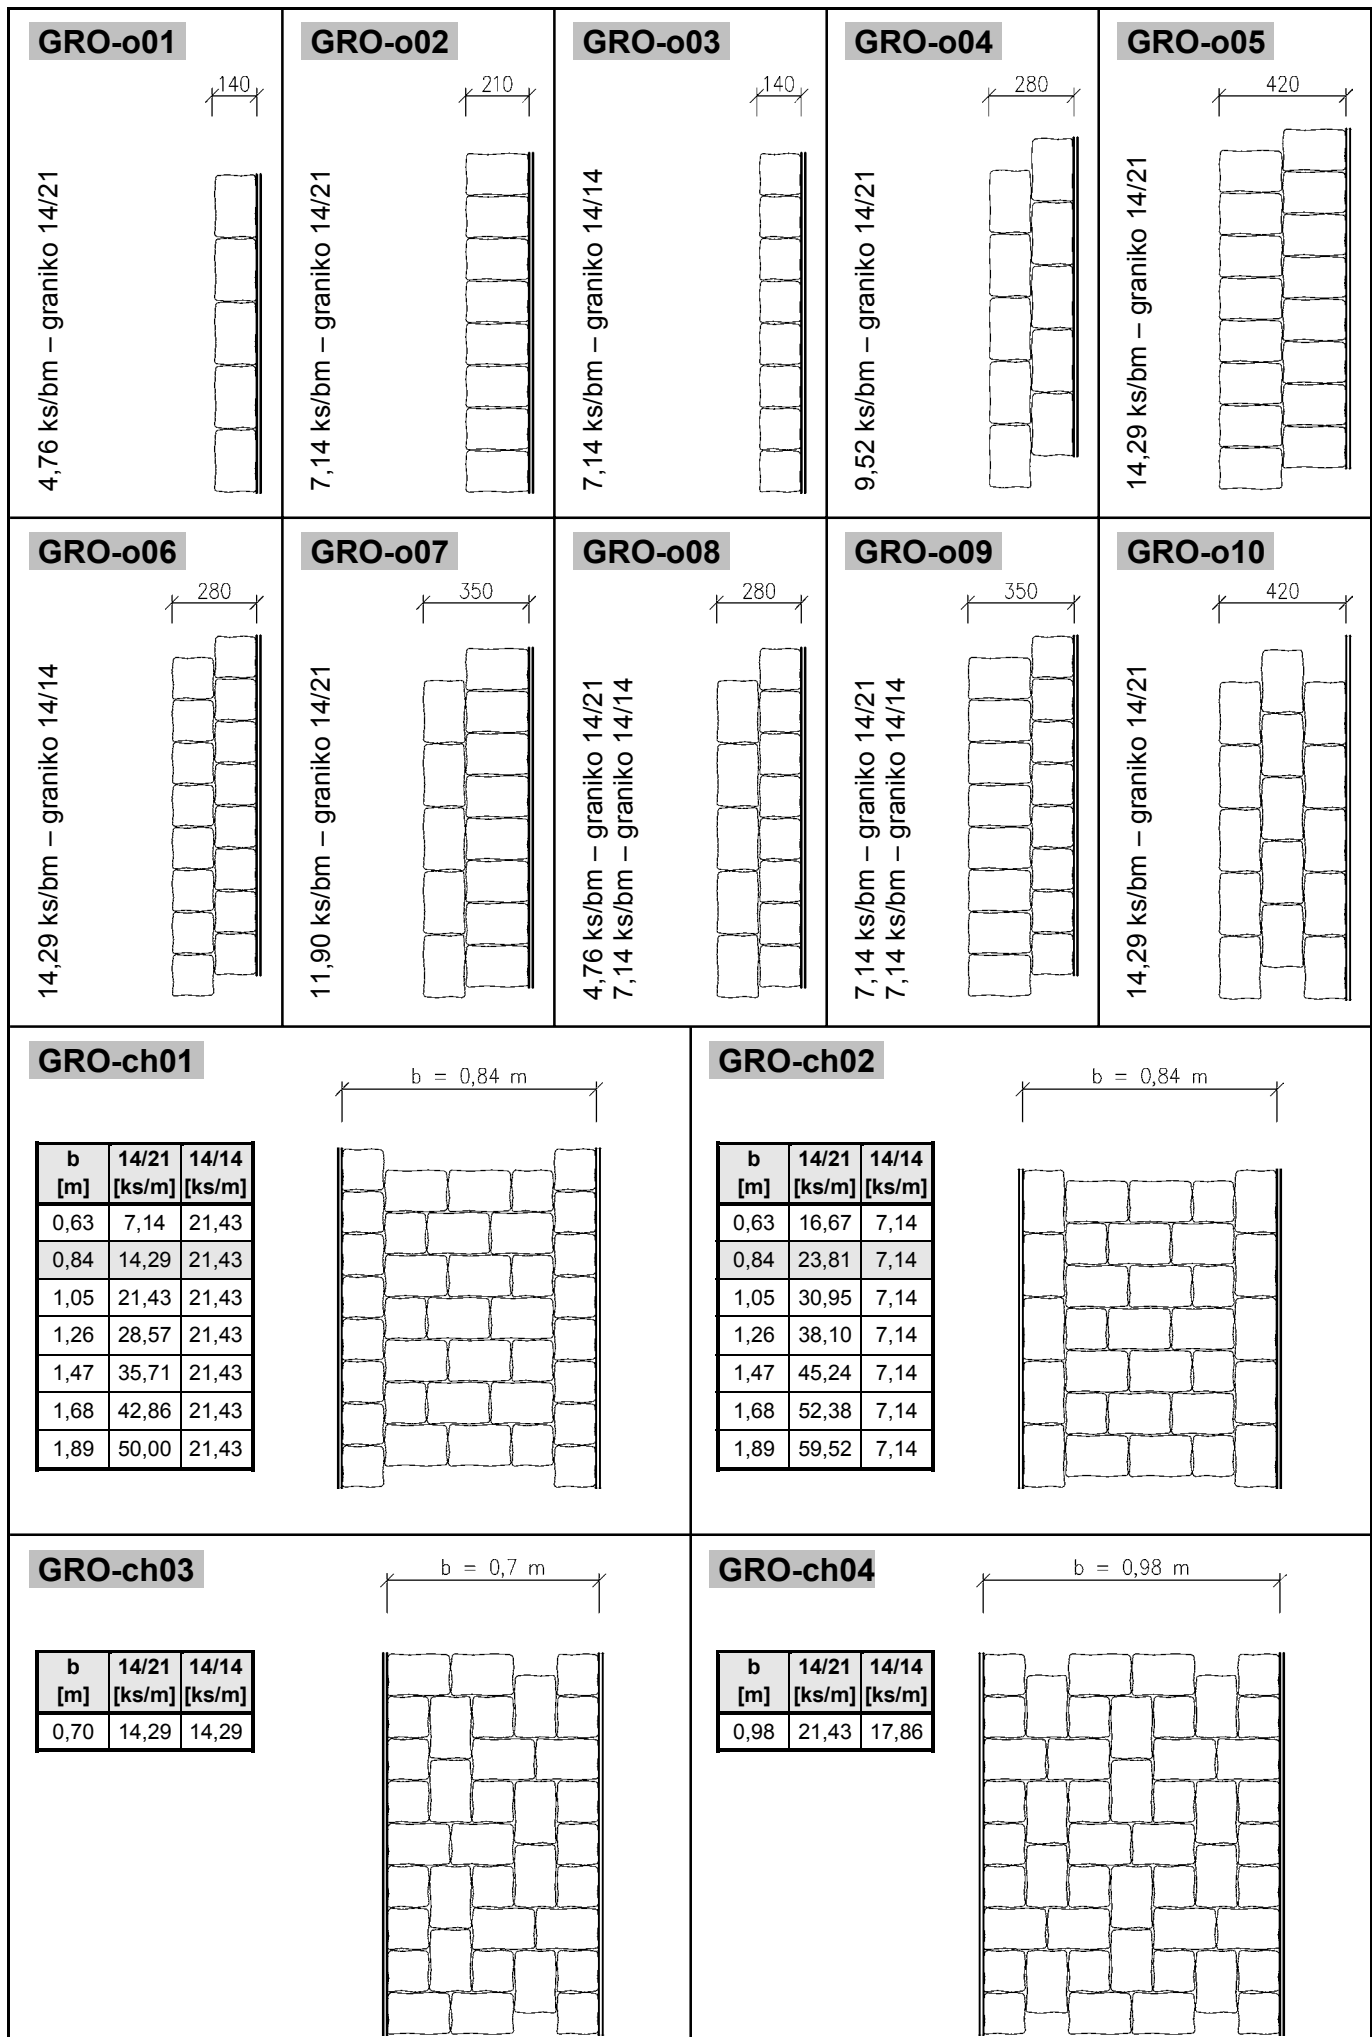 GRO-o01
140
4,76 ks/bm – graniko 14/21
GRO-o02
210
7,14 ks/bm – graniko 14/21
GRO-o03
140
7,14 ks/bm – graniko 14/14
GRO-o04
280
9,52 ks/bm – graniko 14/21
GRO-o05
420
14,29 ks/bm – graniko 14/21
GRO-o06
280
14,29 ks/bm – graniko 14/14
GRO-o07
350
11,90 ks/bm – graniko 14/21
GRO-o08
280
4,76 ks/bm – graniko 14/21
7,14 ks/bm – graniko 14/14
GRO-o09
350
7,14 ks/bm – graniko 14/21
7,14 ks/bm – graniko 14/14
GRO-o10
420
14,29 ks/bm – graniko 14/21
GRO-ch01
b = 0,84 m
b 14/21 14/14
[m] [ks/m] [ks/m]
0,63 7,14 21,43
0,84 14,29 21,43
1,05 21,43 21,43
1,26 28,57 21,43
1,47 35,71 21,43
1,68 42,86 21,43
1,89 50,00 21,43
GRO-ch02
b = 0,84 m
b 14/21 14/14
[m] [ks/m] [ks/m]
0,63 16,67 7,14
0,84 23,81 7,14
1,05 30,95 7,14
1,26 38,10 7,14
1,47 45,24 7,14
1,68 52,38 7,14
1,89 59,52 7,14
GRO-ch03
b = 0,7 m
b 14/21 14/14
[m] [ks/m] [ks/m]
0,70 14,29 14,29
GRO-ch04
b = 0,98 m
b 14/21 14/14
[m] [ks/m] [ks/m]
0,98 21,43 17,86